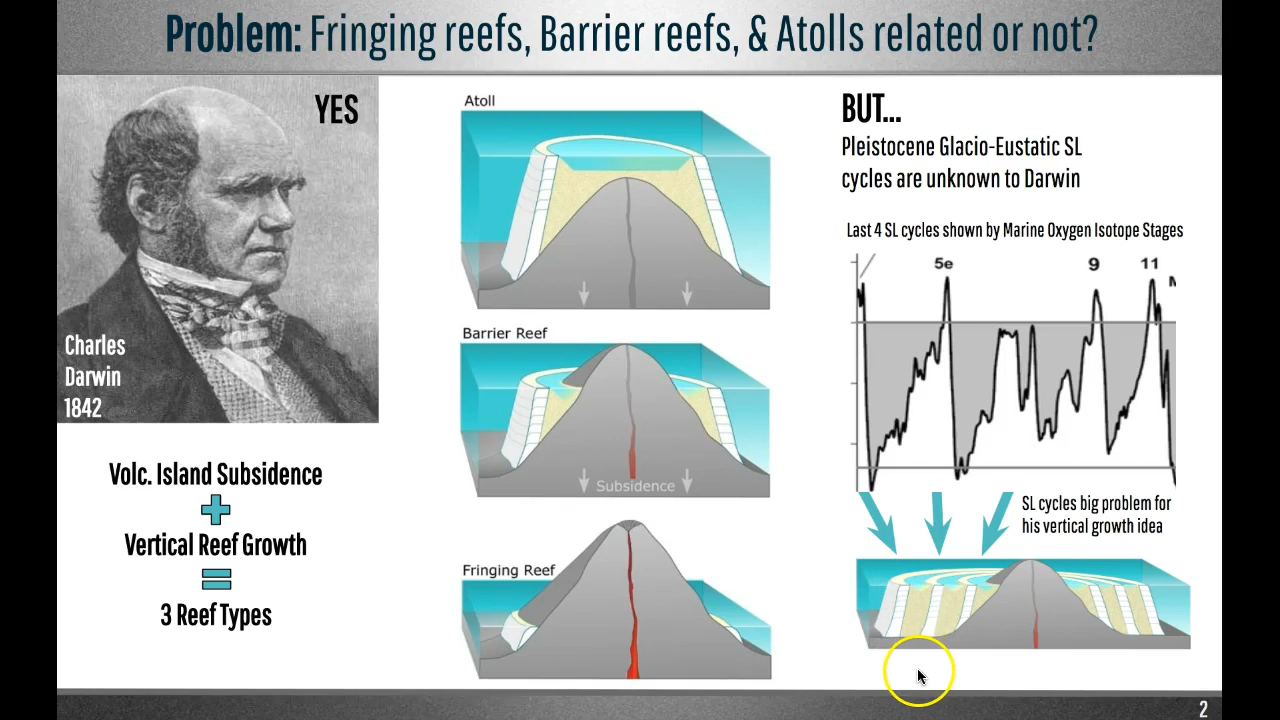 Problem: Fringing reefs, Barrier reefs, & Atolls related or not?
YES
Charles
Darwin
1842
Volc. Island Subsidence
+
Vertical Reef Growth
=
3 Reef Types
Atoll
Barrier Reef
Subsidence
Fringing Reef
BUT...
Pleistocene Glacio-Eustatic SL
cycles are unknown to Darwin
Last 4 SL cycles shown by Marine Oxygen Isotope Stages
5e 9 11
SL cycles big problem for
his vertical growth idea
2